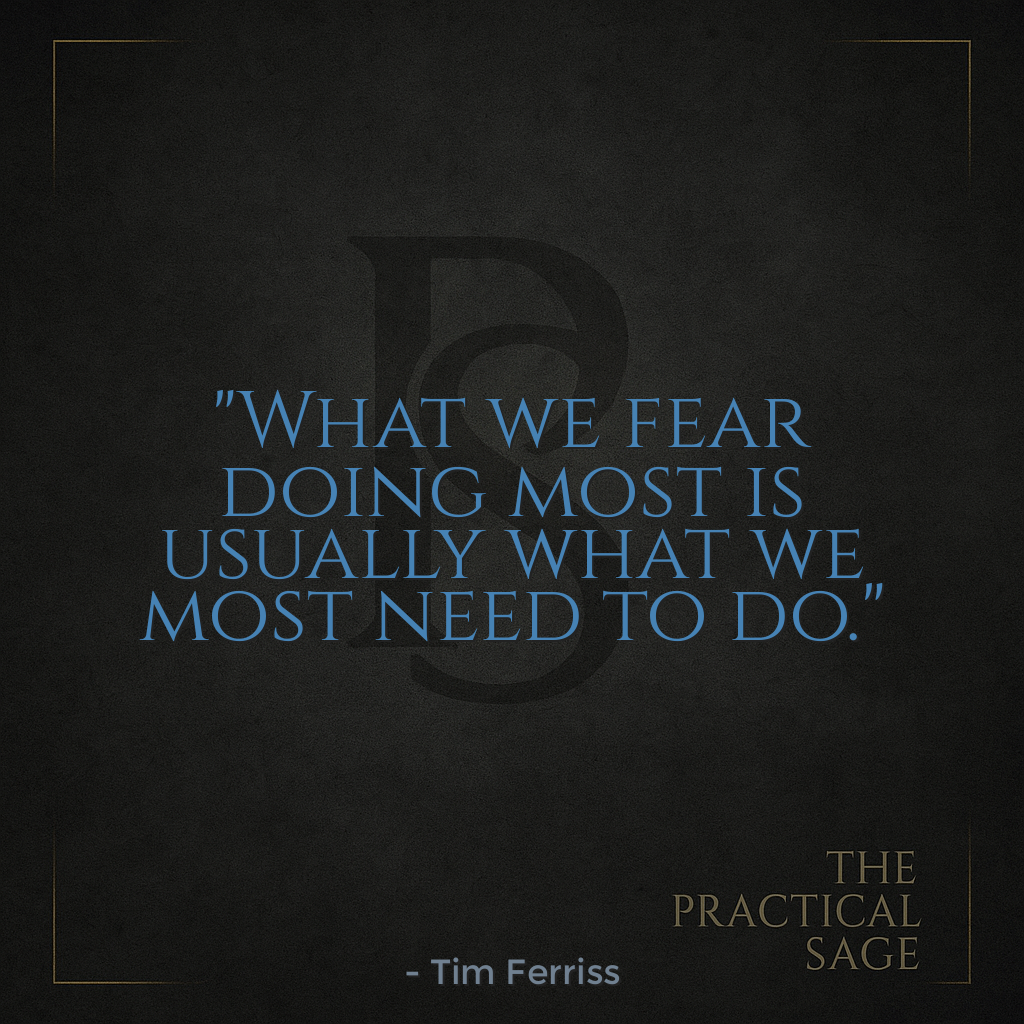 "What we fear
doing most is
usually what we
most need to do."
THE
PRACTICAL
SAGE
- Tim Ferriss